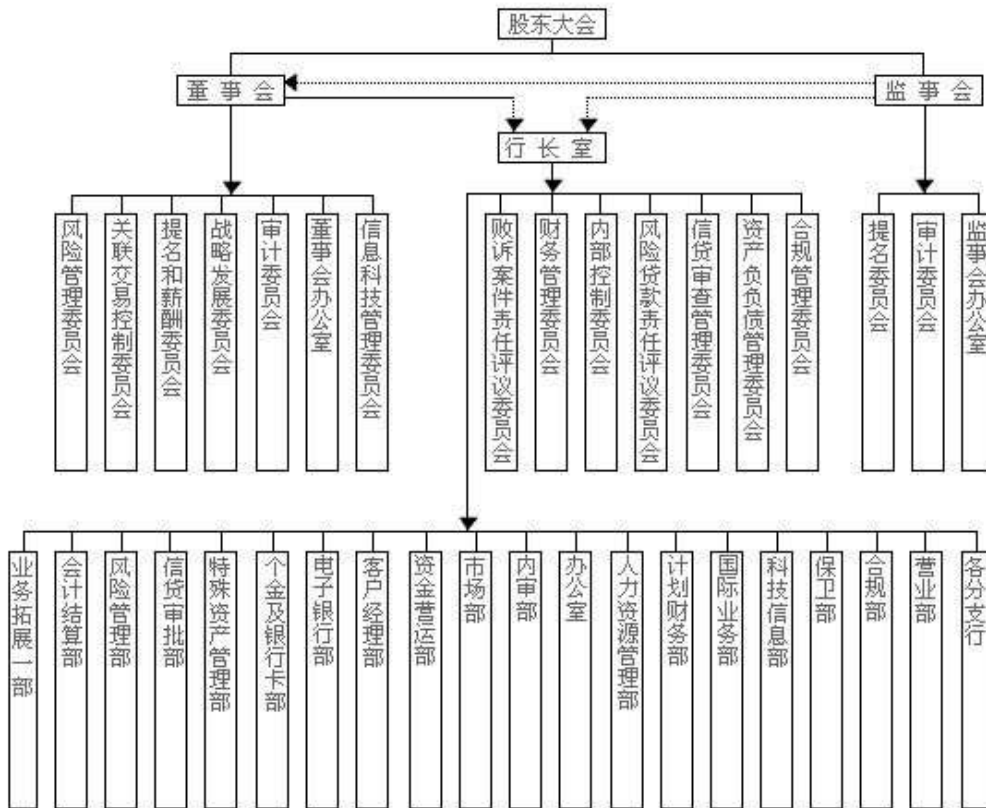 股东大会
董事会
监事会
行长室
风险管理委员会
关联交易控制委员会
提名和薪酬委员会
战略发展委员会
审计委员会
董事会办公室
信息科技管理委员会
败诉案件责任评议委员会
财务管理委员会
内部控制委员会
风险贷款责任评议委员会
信贷审查管理委员会
资产负负债管理委员会
合规管理委员会
提名委员会
审计委员会
监事会办公室
业务拓展一部
会计结算部
风险管理部
信贷审批部
特殊资产管理部
个金及银行卡部
电子银行部
客户经理部
资金营运部
市场部
内审部
办公室
人力资源管理部
计划财务部
国际业务部
科技信息部
保卫部
合规部
营业部
各分支行